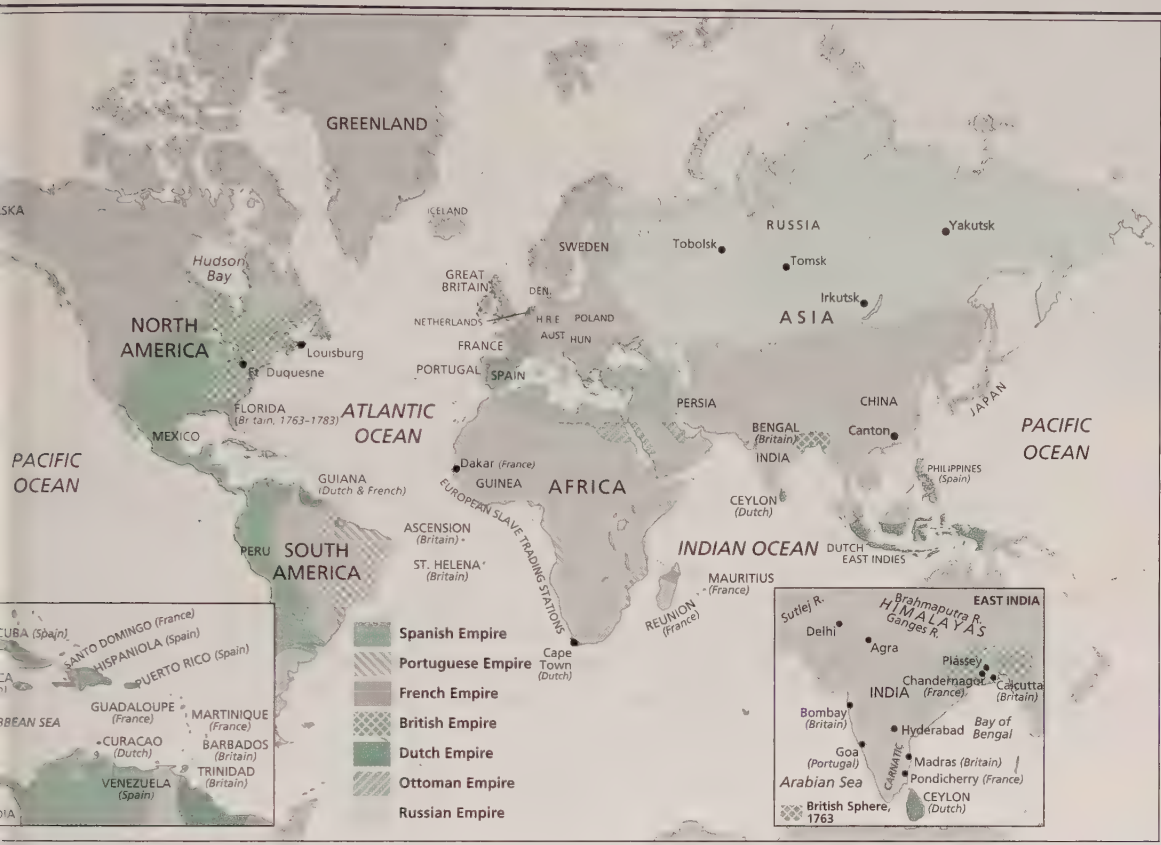 GREENLAND
SKA
ICELAND
Hudson
Bay
NORTH
AMERICA
Louisburg
Ft Duquesne
FLORIDA
(Br tain, 1763–1783)
MEXICO
ATLANTIC
OCEAN
PACIFIC
OCEAN
GREAT
BRITAIN
SWEDEN
DEN.
NETHERLANDS
H.R.E
POLAND
AUST
HUN
FRANCE
PORTUGAL
SPAIN
RUSSIA
Tobolsk
Tomsk
Yakutsk
Irkutsk
ASIA
PERSIA
CHINA
JAPAN
BENGAL
(Britain)
INDIA
Canton
PACIFIC
OCEAN
PHILIPPINES
(Spain)
CEYLON
(Dutch)
DUTCH
EAST INDIES
INDIAN OCEAN
Dakar (France)
GUINEA
AFRICA
EUROPEAN SLAVE TRADING STATIONS
GUIANA
(Dutch & French)
PERU
SOUTH
AMERICA
ASCENSION
(Britain)
ST. HELENA
(Britain)
MAURITIUS
(France)
REUNION
(France)
Cape
Town
(Dutch)
CUBA (Spain)
SANTO DOMINGO (France)
HISPANIOLA (Spain)
PUERTO RICO (Spain)
CA
GUADALOUPE
(France)
MARTINIQUE
(France)
BBEAN SEA
CURACAO
(Dutch)
BARBADOS
(Britain)
TRINIDAD
(Britain)
VENEZUELA
(Spain)
DIA
Spanish Empire
Portuguese Empire
French Empire
British Empire
Dutch Empire
Ottoman Empire
Russian Empire
EAST INDIA
Sutlej R.
Brahmaputra R.
HIMALAYAS
Ganges R.
Delhi
Agra
Plassey
Chandernagor
(France)
Calcutta
(Britain)
INDIA
Bombay
(Britain)
Hyderabad
Bay of
Bengal
Goa
(Portugal)
CARNATIC
Madras (Britain)
Arabian Sea
Pondicherry (France)
CEYLON
(Dutch)
British Sphere,
1763